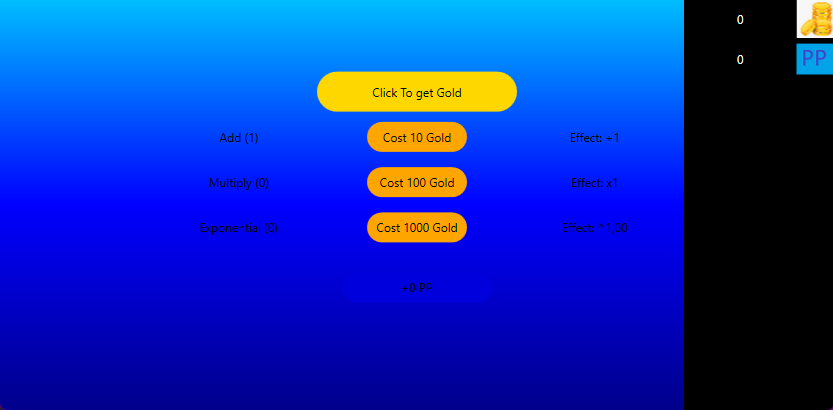 0
0
PP
Click To get Gold
Add (1)
Cost 10 Gold
Effect: +1
Multiply (0)
Cost 100 Gold
Effect: x1
Exponential (0)
Cost 1000 Gold
Effect: ^1,00
+0 PP